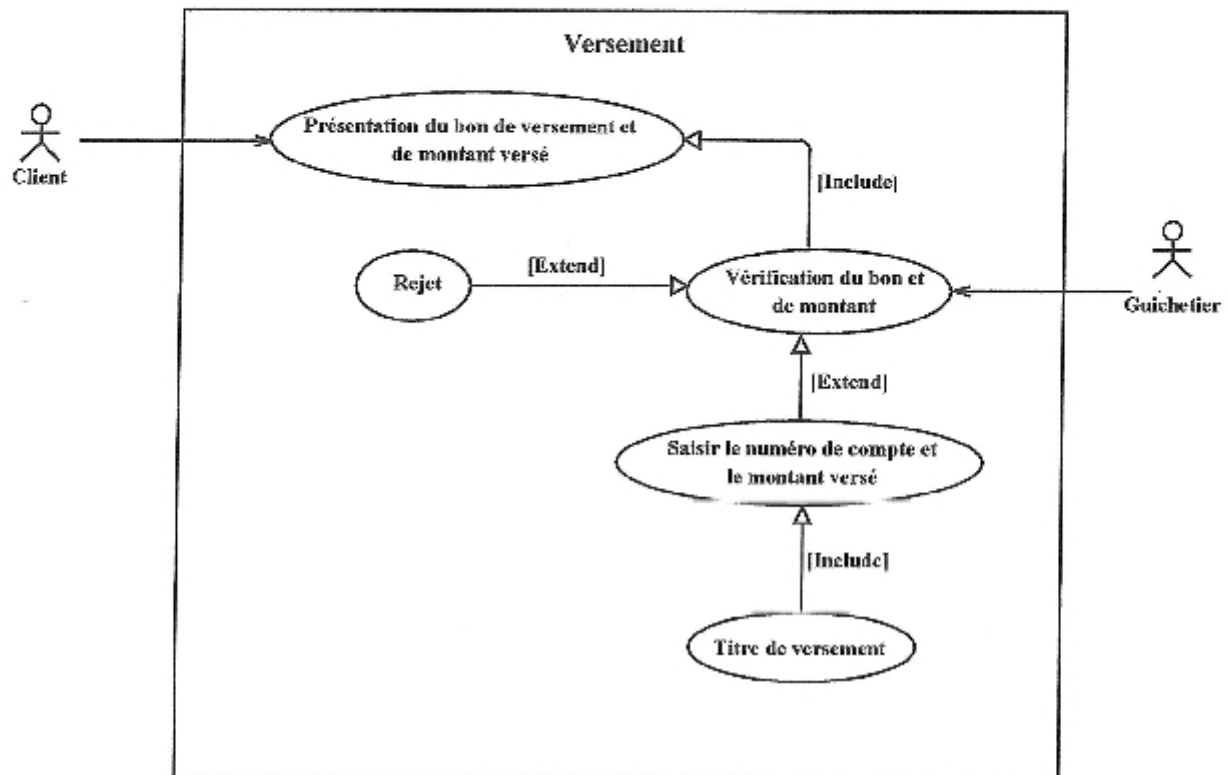 Versement
Présentation du bon de versement et
de montant versé
Client
[Include]
[Extend]
Rejet
Vérification du bon et
de montant
Guichetier
[Extend]
Saisir le numéro de compte et
le montant versé
[Include]
Titre de versement